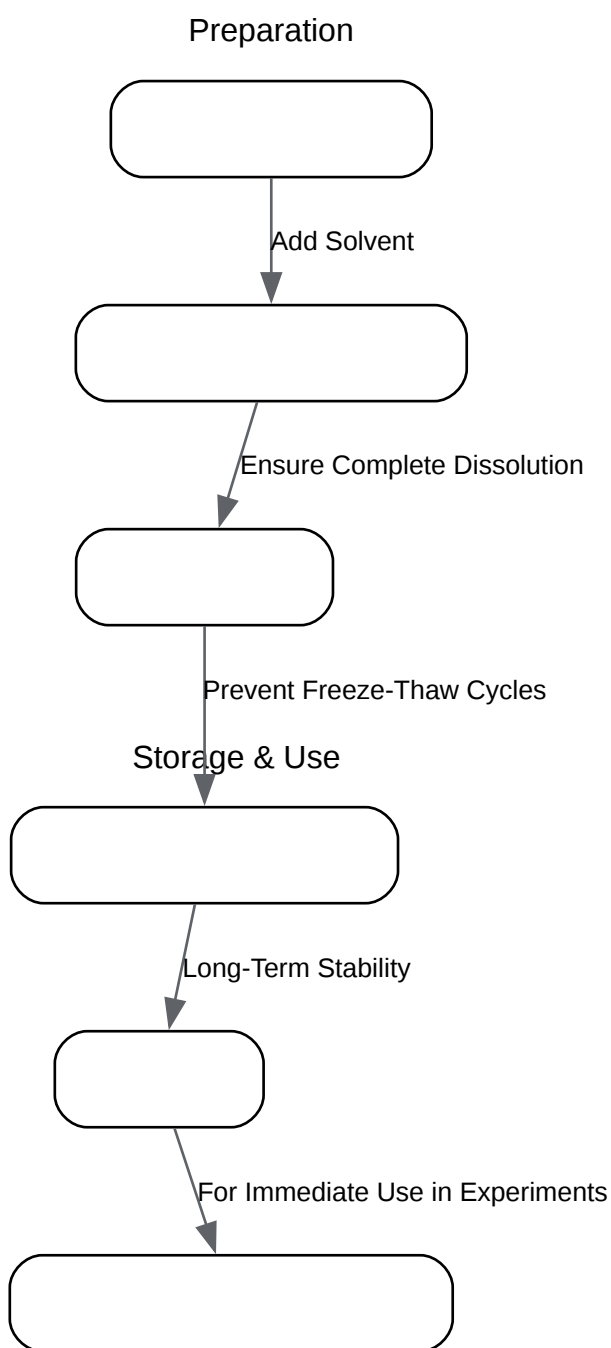 Preparation
Add Solvent
Ensure Complete Dissolution
Prevent Freeze-Thaw Cycles
Storage & Use
Long-Term Stability
For Immediate Use in Experiments